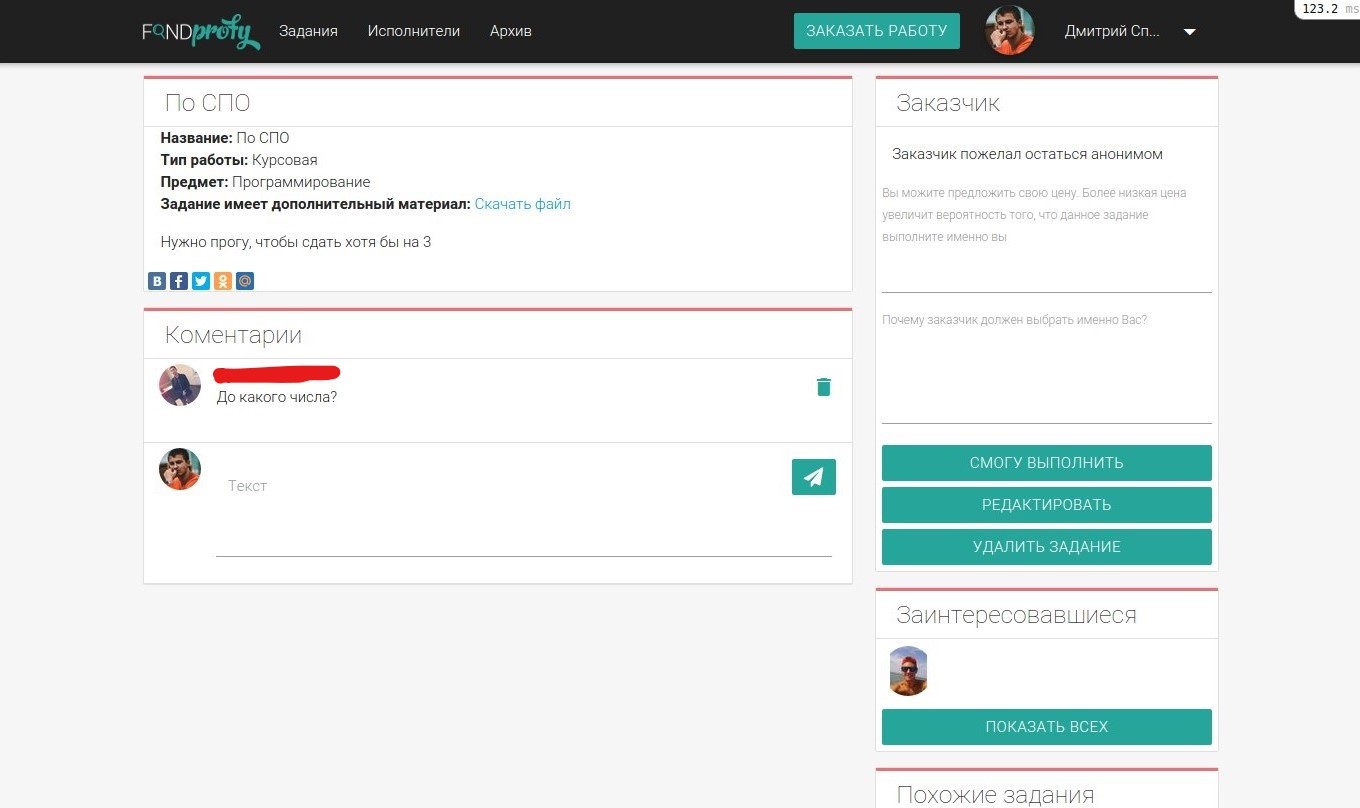 FQNDprofy Задания Исполнители Архив ЗАКАЗАТЬ РАБОТУ Дмитрий Сп... 123.2 ms
По СПО
Название: По СПО
Тип работы: Курсовая
Предмет: Программирование
Задание имеет дополнительный материал: Скачать файл
Нужно прогу, чтобы сдать хотя бы на 3
Коментарии
До какого числа?
Текст
Заказчик
Заказчик пожелал остаться анонимом
Вы можите предложить свою цену. Более низкая цена
увеличит вероятность того, что данное задание
выполните именно вы
Почему заказчик должен выбрать именно Вас?
СМОГУ ВЫПОЛНИТЬ
РЕДАКТИРОВАТЬ
УДАЛИТЬ ЗАДАНИЕ
Заинтересовавшиеся
ПОКАЗАТЬ ВСЕХ
Похожие задания